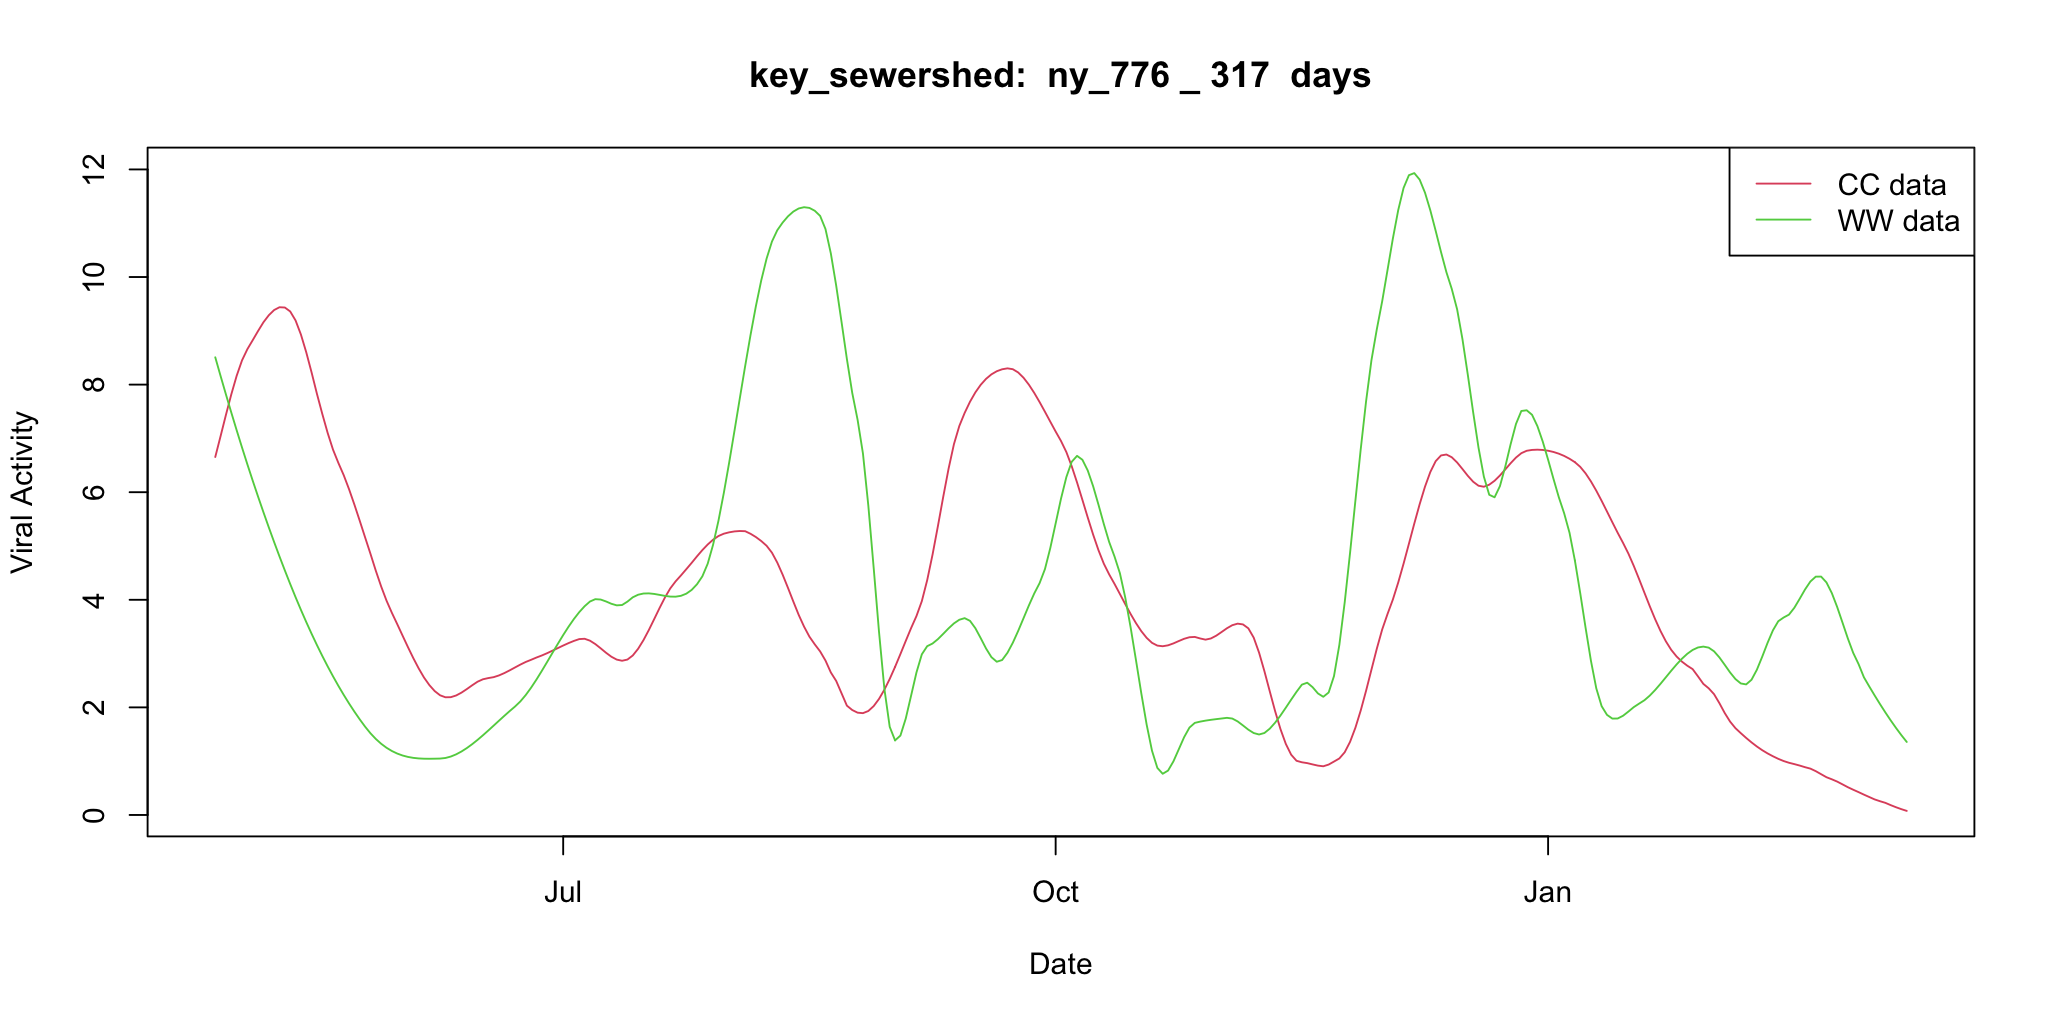 key_sewershed:  ny_776 _ 317  days
CC data
WW data
Viral Activity
12
10
8
6
4
2
0
Jul
Oct
Jan
Date